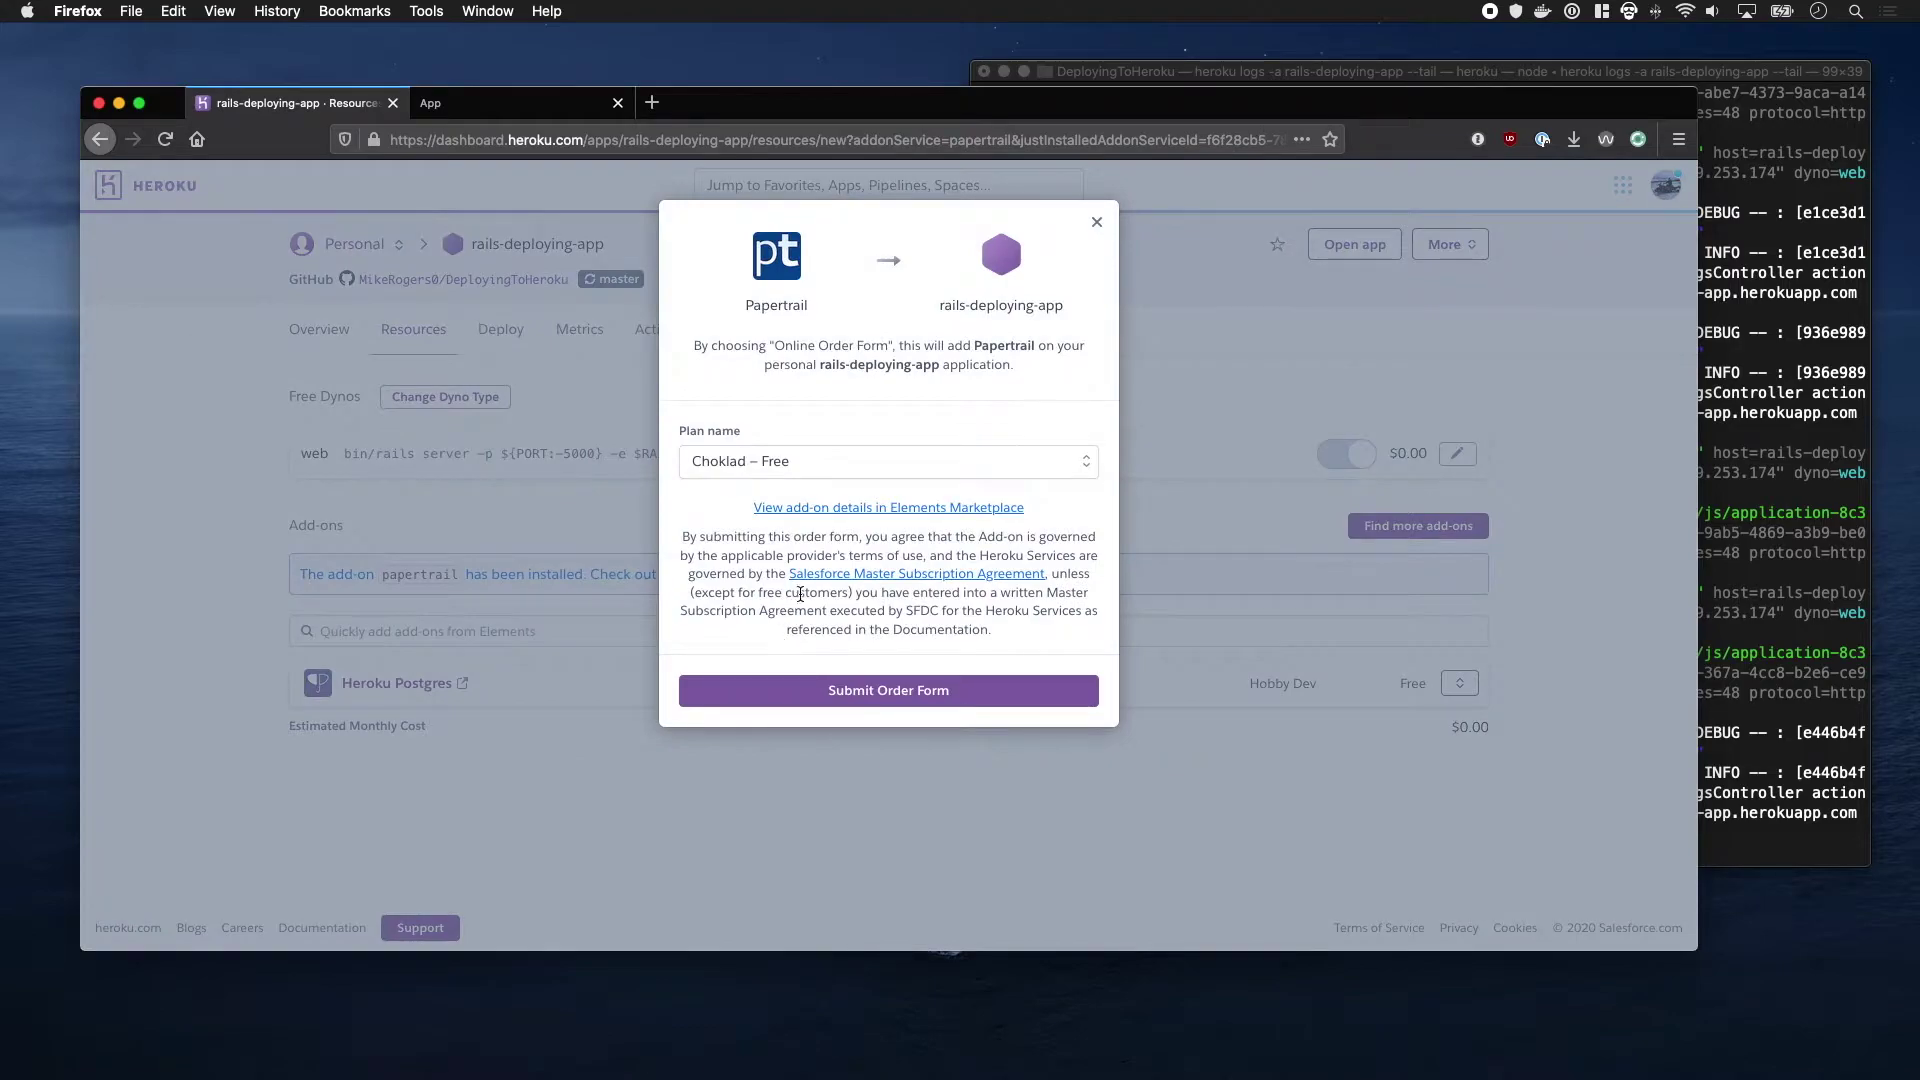 Firefox File Edit View History Bookmarks Tools Window Help
DeployingToHeroku — heroku logs -a rails-deploying-app --tail — heroku — node • heroku logs -a rails-deploying-app --tail — 99×39
rails-deploying-app · Resource
App
https://dashboard.heroku.com/apps/rails-deploying-app/resources/new?addonService=papertrail&justInstalledAddonServiceId=f6f28cb5-7
HEROKU
Jump to Favorites, Apps, Pipelines, Spaces...
Personal
rails-deploying-app
Open app
More
GitHub MikeRogers0/DeployingToHeroku master
Overview Resources Deploy Metrics Acti
Free Dynos
Change Dyno Type
web bin/rails server -p ${PORT:-5000} -e $RA
$0.00
Add-ons
Find more add-ons
The add-on papertrail has been installed. Check out
Quickly add add-ons from Elements
Heroku Postgres
Hobby Dev
Free
Estimated Monthly Cost
$0.00
pt
Papertrail
rails-deploying-app
By choosing "Online Order Form", this will add Papertrail on your
personal rails-deploying-app application.
Plan name
Choklad – Free
View add-on details in Elements Marketplace
By submitting this order form, you agree that the Add-on is governed
by the applicable provider's terms of use, and the Heroku Services are
governed by the Salesforce Master Subscription Agreement, unless
(except for free customers) you have entered into a written Master
Subscription Agreement executed by SFDC for the Heroku Services as
referenced in the Documentation.
Submit Order Form
heroku.com Blogs Careers Documentation Support
Terms of Service Privacy Cookies © 2020 Salesforce.com
-abe7-4373-9aca-a14
es=48 protocol=http
' host=rails-deploy
9.253.174" dyno=web
DEBUG -- : [e1ce3d1
INFO -- : [e1ce3d1
gsController action
-app.herokuapp.com
DEBUG -- : [936e989
INFO -- : [936e989
gsController action
-app.herokuapp.com
' host=rails-deploy
9.253.174" dyno=web
/js/application-8c3
-9ab5-4869-a3b9-be0
es=48 protocol=http
' host=rails-deploy
9.253.174" dyno=web
/js/application-8c3
-367a-4cc8-b2e6-ce9
es=48 protocol=http
DEBUG -- : [e446b4f
INFO -- : [e446b4f
gsController action
-app.herokuapp.com